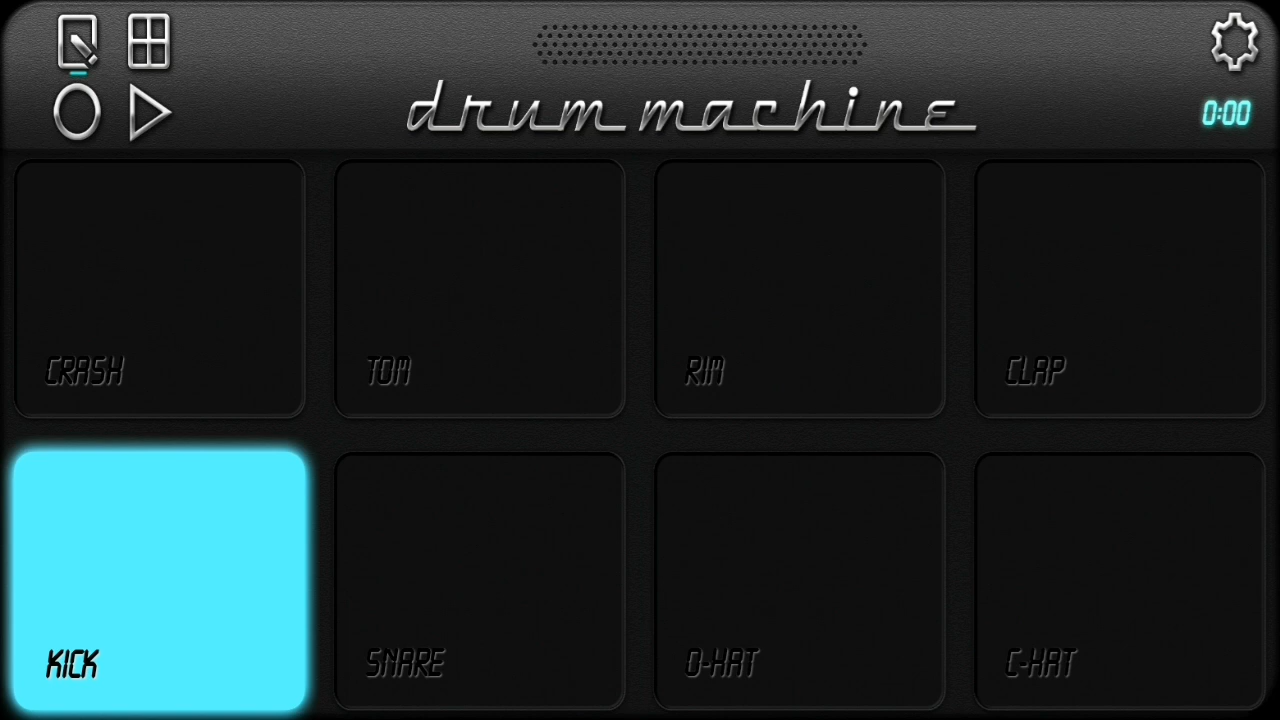 drum machine
0:00
CRASH
TOM
RIM
CLAP
KICK
SNARE
O-HAT
C-HAT